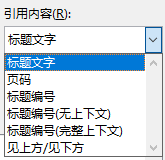 引用内容(R):
标题文字
标题文字
页码
标题编号
标题编号(无上下文)
标题编号(完整上下文)
见上方/见下方